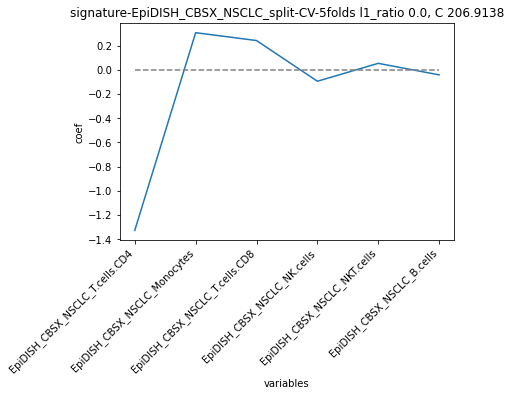 signature-EpiDISH_CBSX_NSCLC_split-CV-5folds l1_ratio 0.0, C 206.9138
coef
0.2
0.0
−0.2
−0.4
−0.6
−0.8
−1.0
−1.2
−1.4
EpiDISH_CBSX_NSCLC_T.cells.CD4
EpiDISH_CBSX_NSCLC_Monocytes
EpiDISH_CBSX_NSCLC_T.cells.CD8
EpiDISH_CBSX_NSCLC_NK.cells
EpiDISH_CBSX_NSCLC_NKT.cells
EpiDISH_CBSX_NSCLC_B.cells
variables